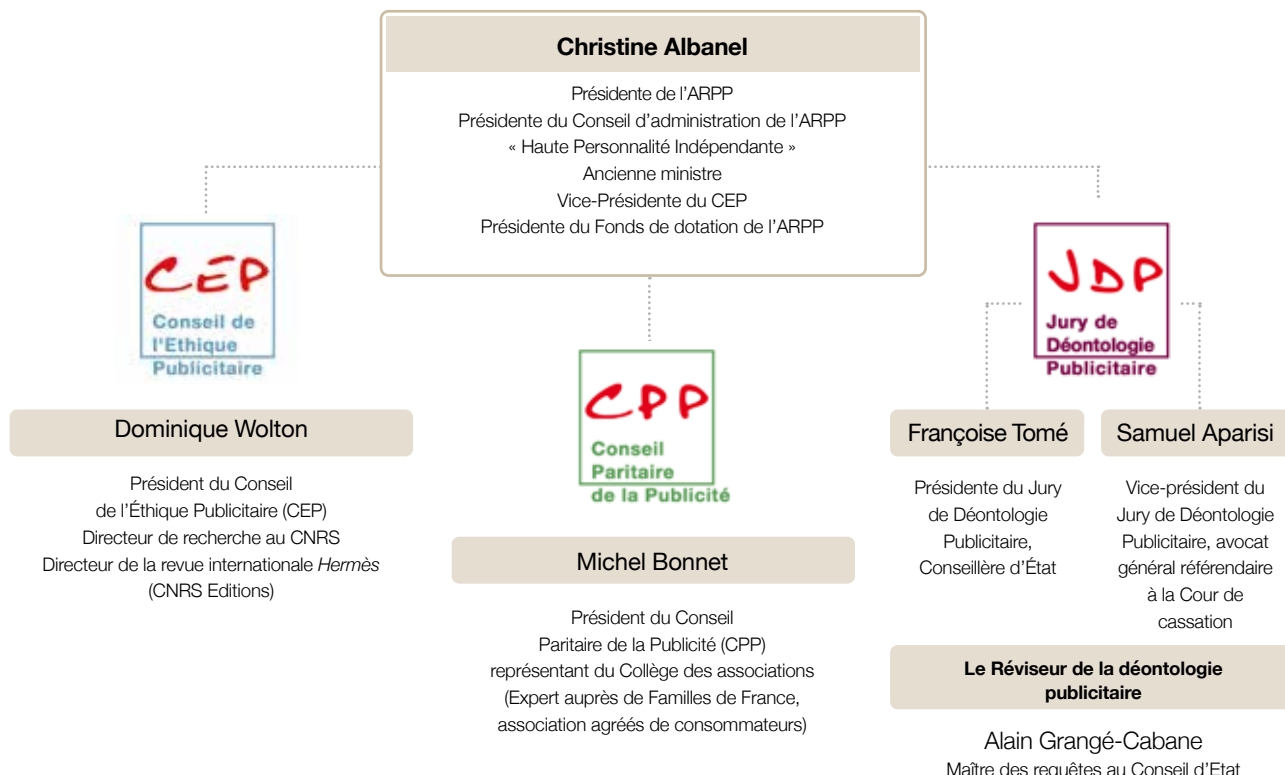 Christine Albanel
Présidente de l'ARPP
Présidente du Conseil d'administration de l'ARPP
« Haute Personnalité Indépendante »
Ancienne ministre
Vice-Présidente du CEP
Présidente du Fonds de dotation de l'ARPP
CEP
Conseil de
l'Ethique
Publicitaire
Dominique Wolton
Président du Conseil
de l'Éthique Publicitaire (CEP)
Directeur de recherche au CNRS
Directeur de la revue internationale Hermès
(CNRS Editions)
CPP
Conseil
Paritaire
de la Publicité
Michel Bonnet
Président du Conseil
Paritaire de la Publicité (CPP)
représentant du Collège des associations
(Expert auprès de Familles de France,
association agréés de consommateurs)
JDP
Jury de
Déontologie
Publicitaire
Françoise Tomé
Présidente du Jury
de Déontologie
Publicitaire,
Conseillère d'État
Samuel Aparisi
Vice-président du
Jury de Déontologie
Publicitaire, avocat
général référendaire
à la Cour de
cassation
Le Réviseur de la déontologie
publicitaire
Alain Grangé-Cabane
Maître des requêtes au Conseil d'Etat